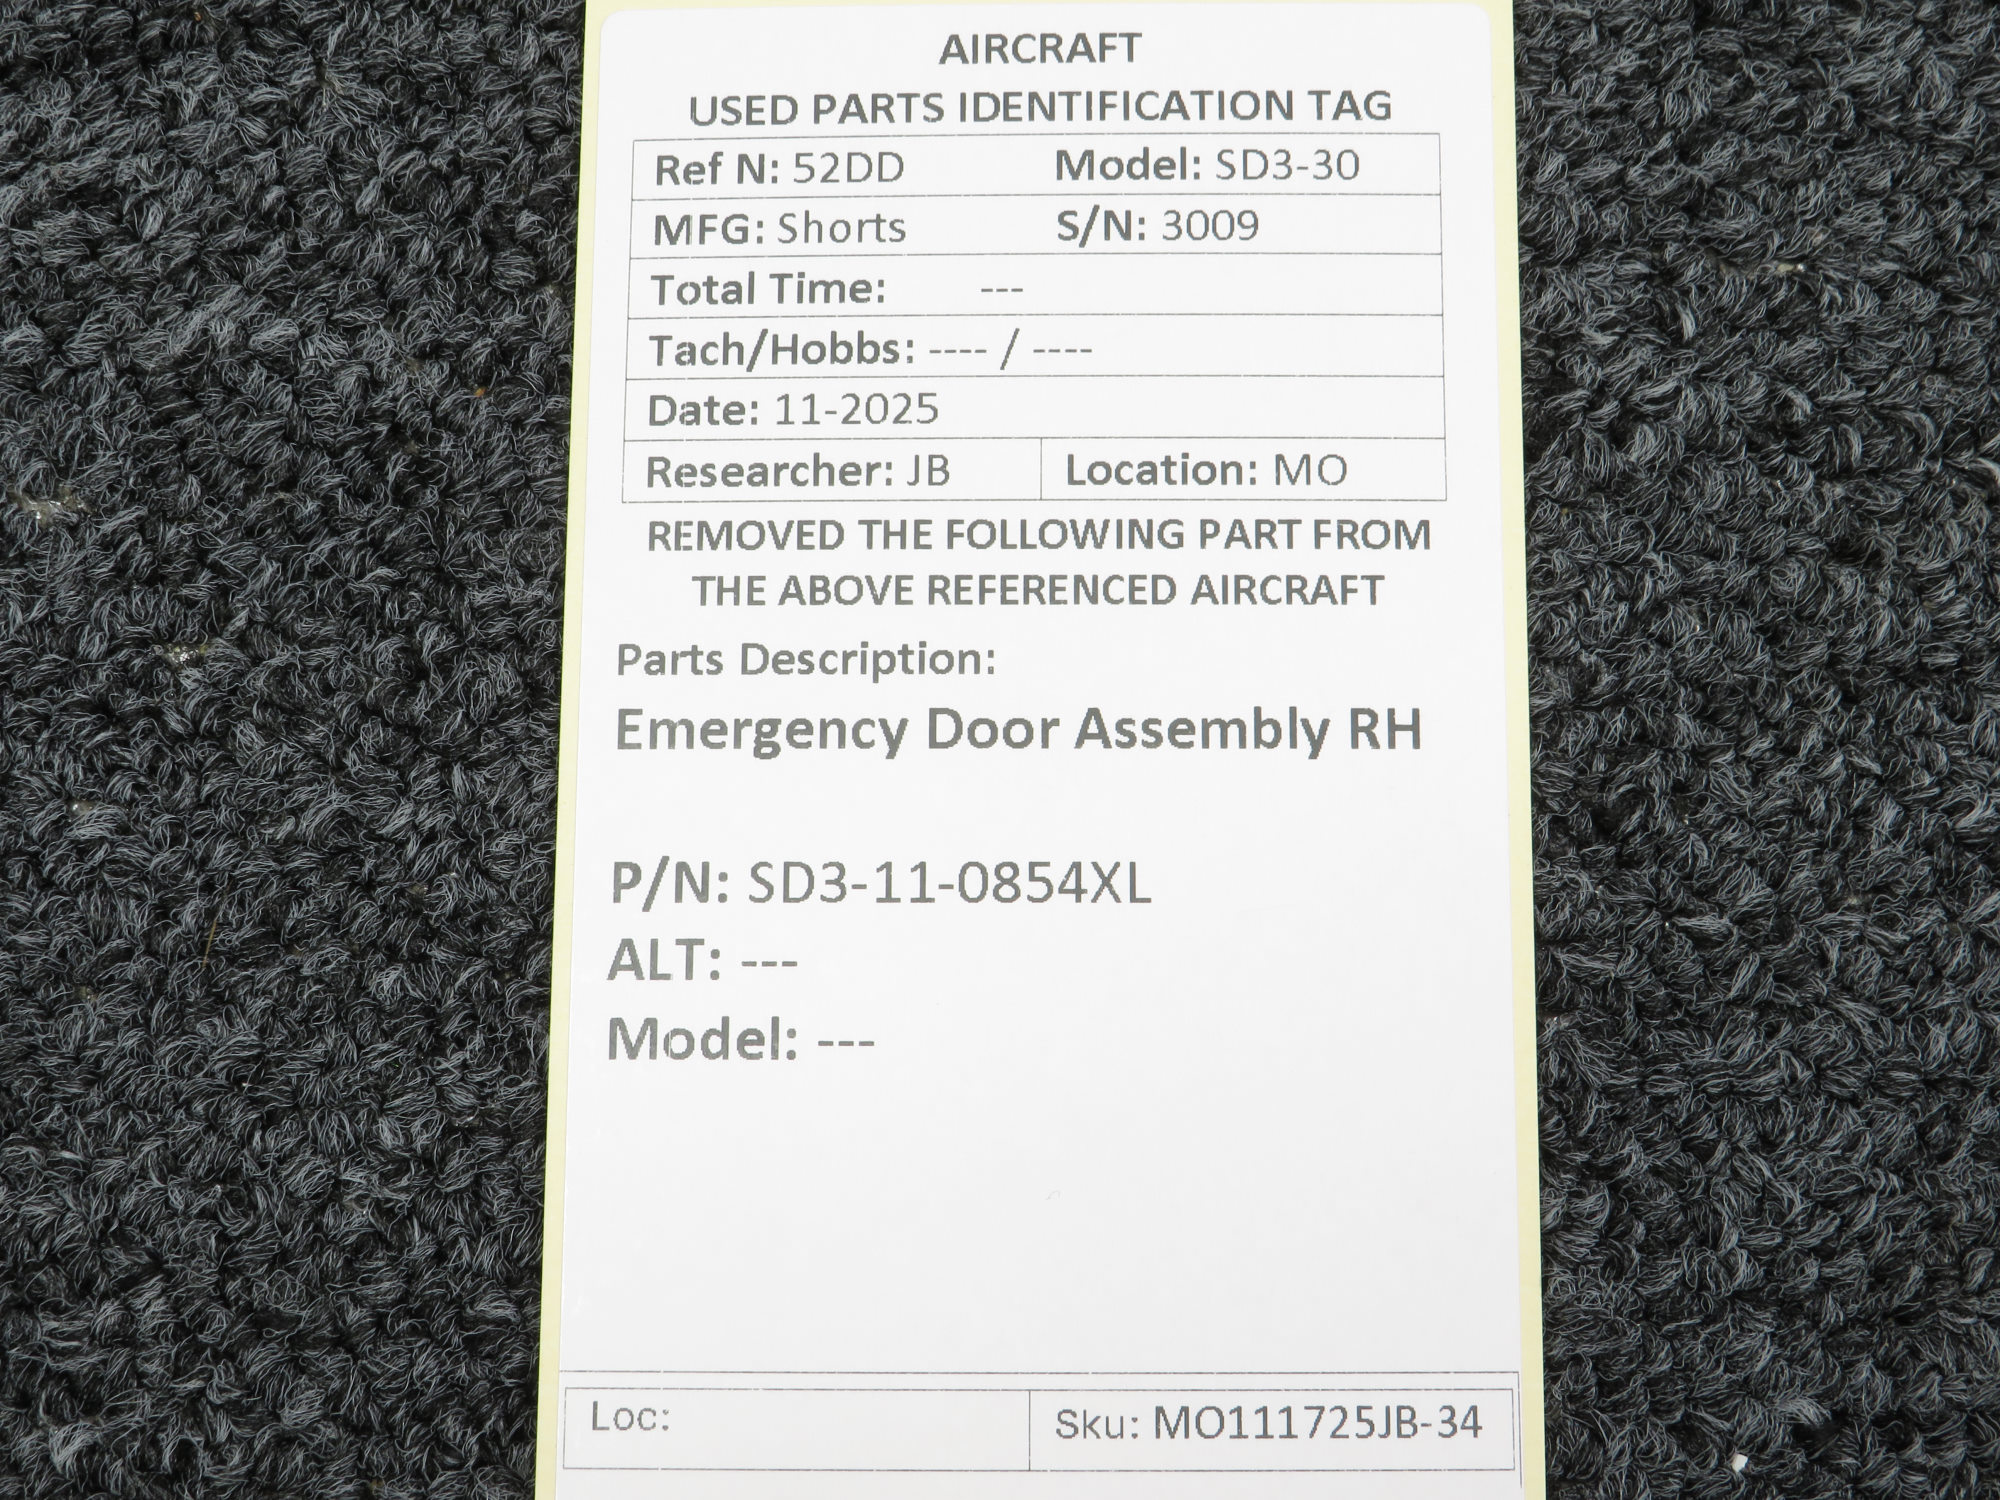 AIRCRAFT
USED PARTS IDENTIFICATION TAG
Ref N: 52DD Model: SD3-30
MFG: Shorts S/N: 3009
Total Time: ---
Tach/Hobbs: ---- / ----
Date: 11-2025
Researcher: JB Location: MO
REMOVED THE FOLLOWING PART FROM
THE ABOVE REFERENCED AIRCRAFT
Parts Description:
Emergency Door Assembly RH
P/N: SD3-11-0854XL
ALT: ---
Model: ---
Loc: Sku: MO111725JB-34